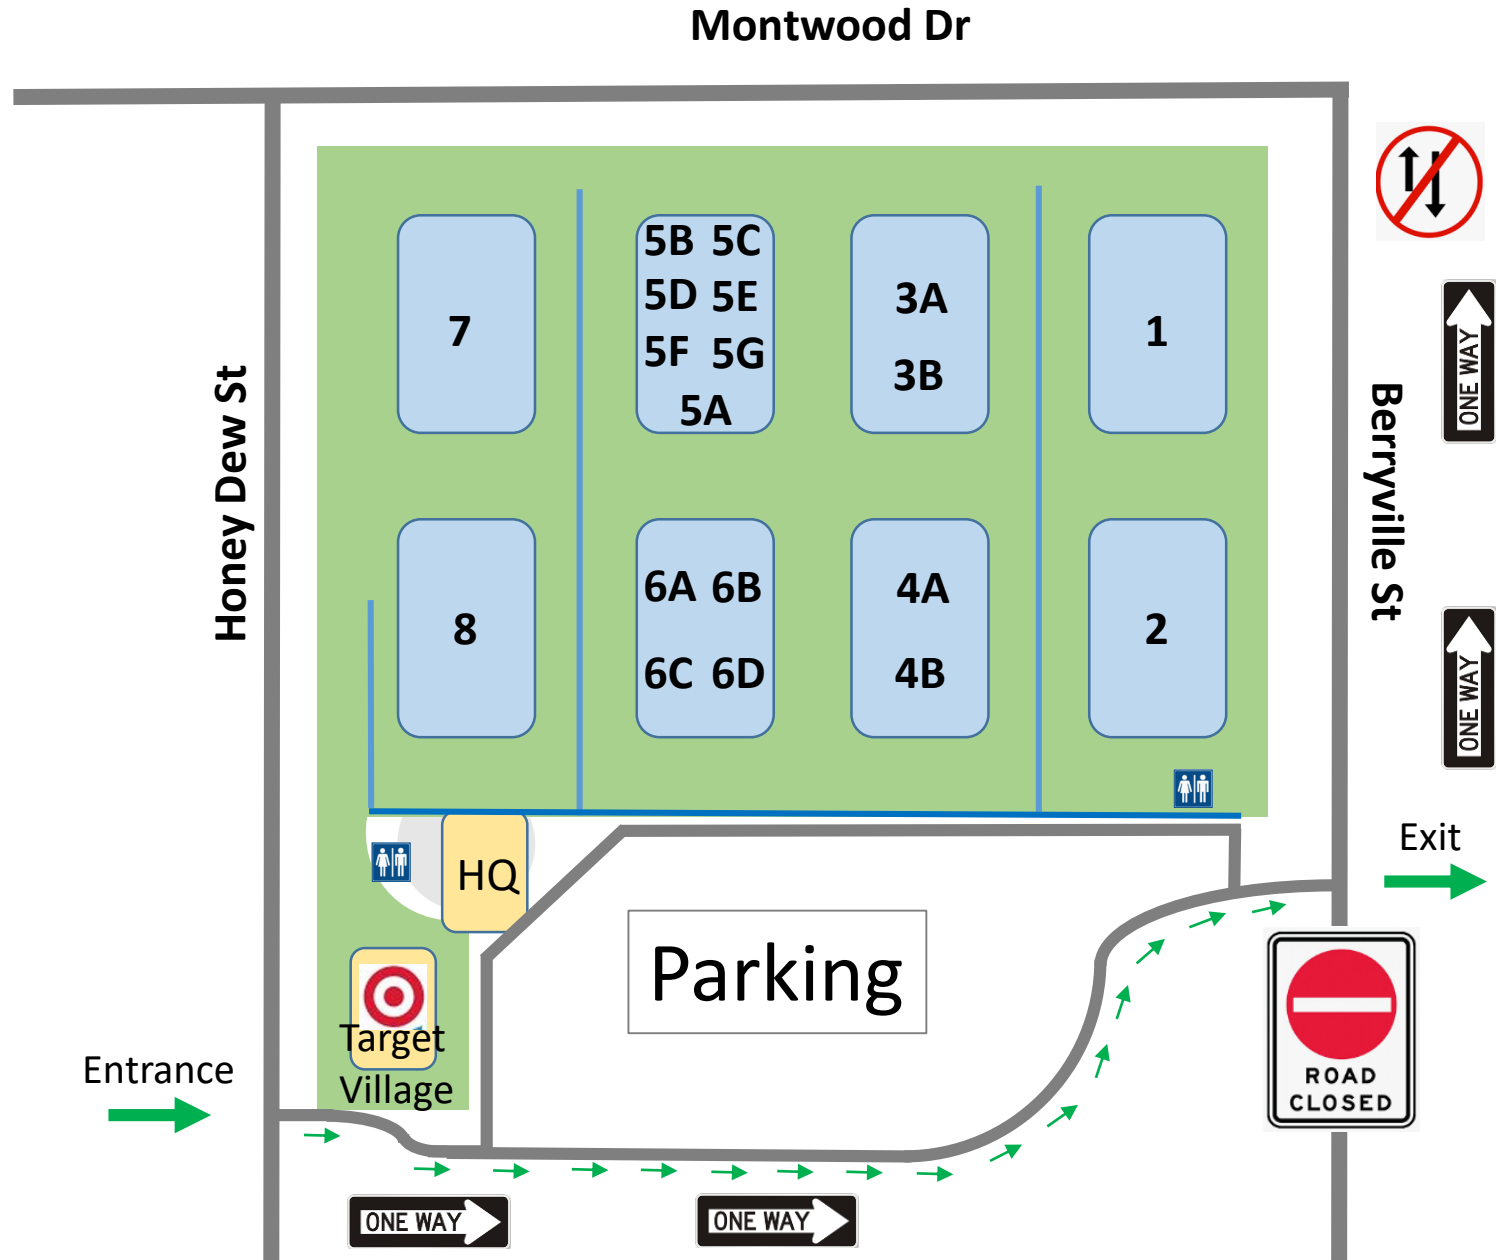 Montwood Dr
5B 5C
5D 5E
5F 5G
5A
7
3A
3B
1
ONE WAY
Honey Dew St
Berryville St
6A 6B
6C 6D
8
4A
4B
2
ONE WAY
Exit
HQ
Parking
Target
Village
Entrance
ROAD
CLOSED
ONE WAY
ONE WAY